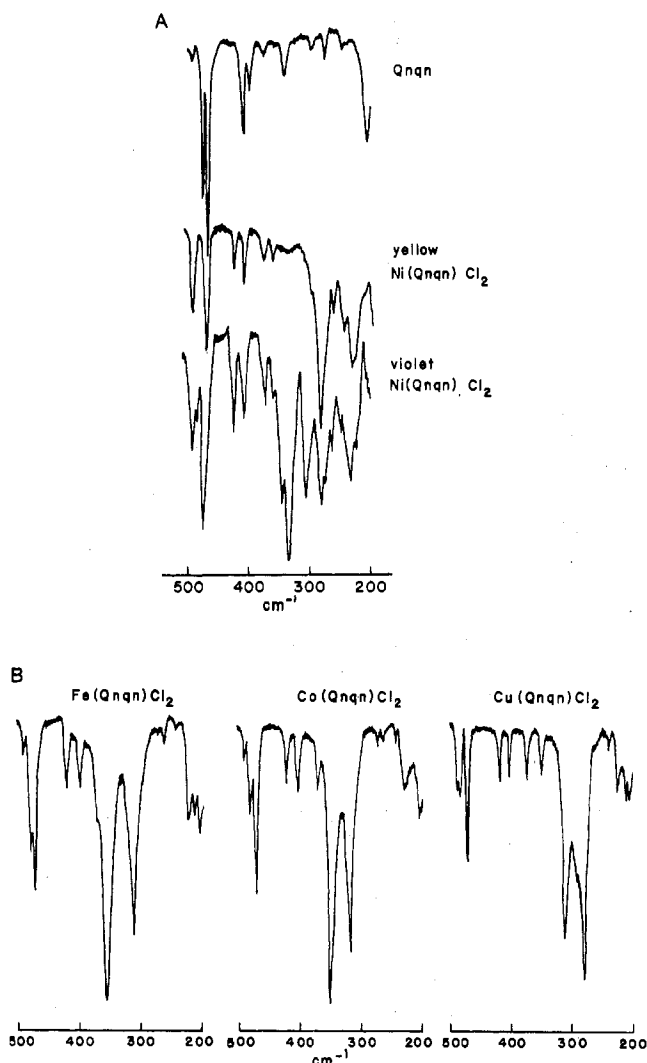 A
Qnqn
yellow
Ni(Qnqn) Cl2
violet
Ni(Qnqn) Cl2
500 400 300 200
cm-1
B
Fe(Qnqn)Cl2 Co(Qnqn)Cl2 Cu(Qnqn)Cl2
500 400 300 200 500 400 300 200 500 400 300 200
cm-1